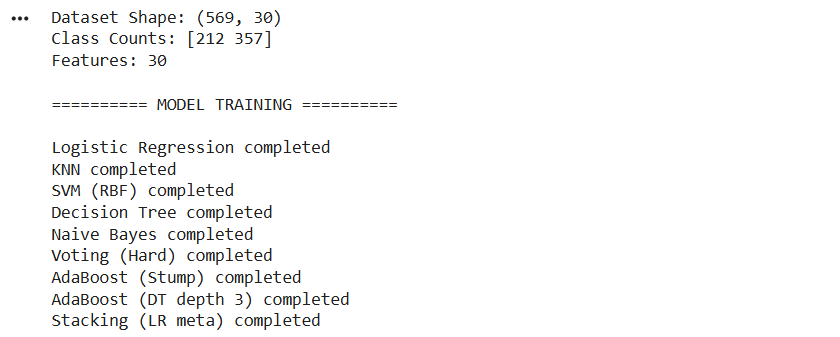 Dataset Shape: (569, 30)
Class Counts: [212 357]
Features: 30
========== MODEL TRAINING ==========
Logistic Regression completed
KNN completed
SVM (RBF) completed
Decision Tree completed
Naive Bayes completed
Voting (Hard) completed
AdaBoost (Stump) completed
AdaBoost (DT depth 3) completed
Stacking (LR meta) completed